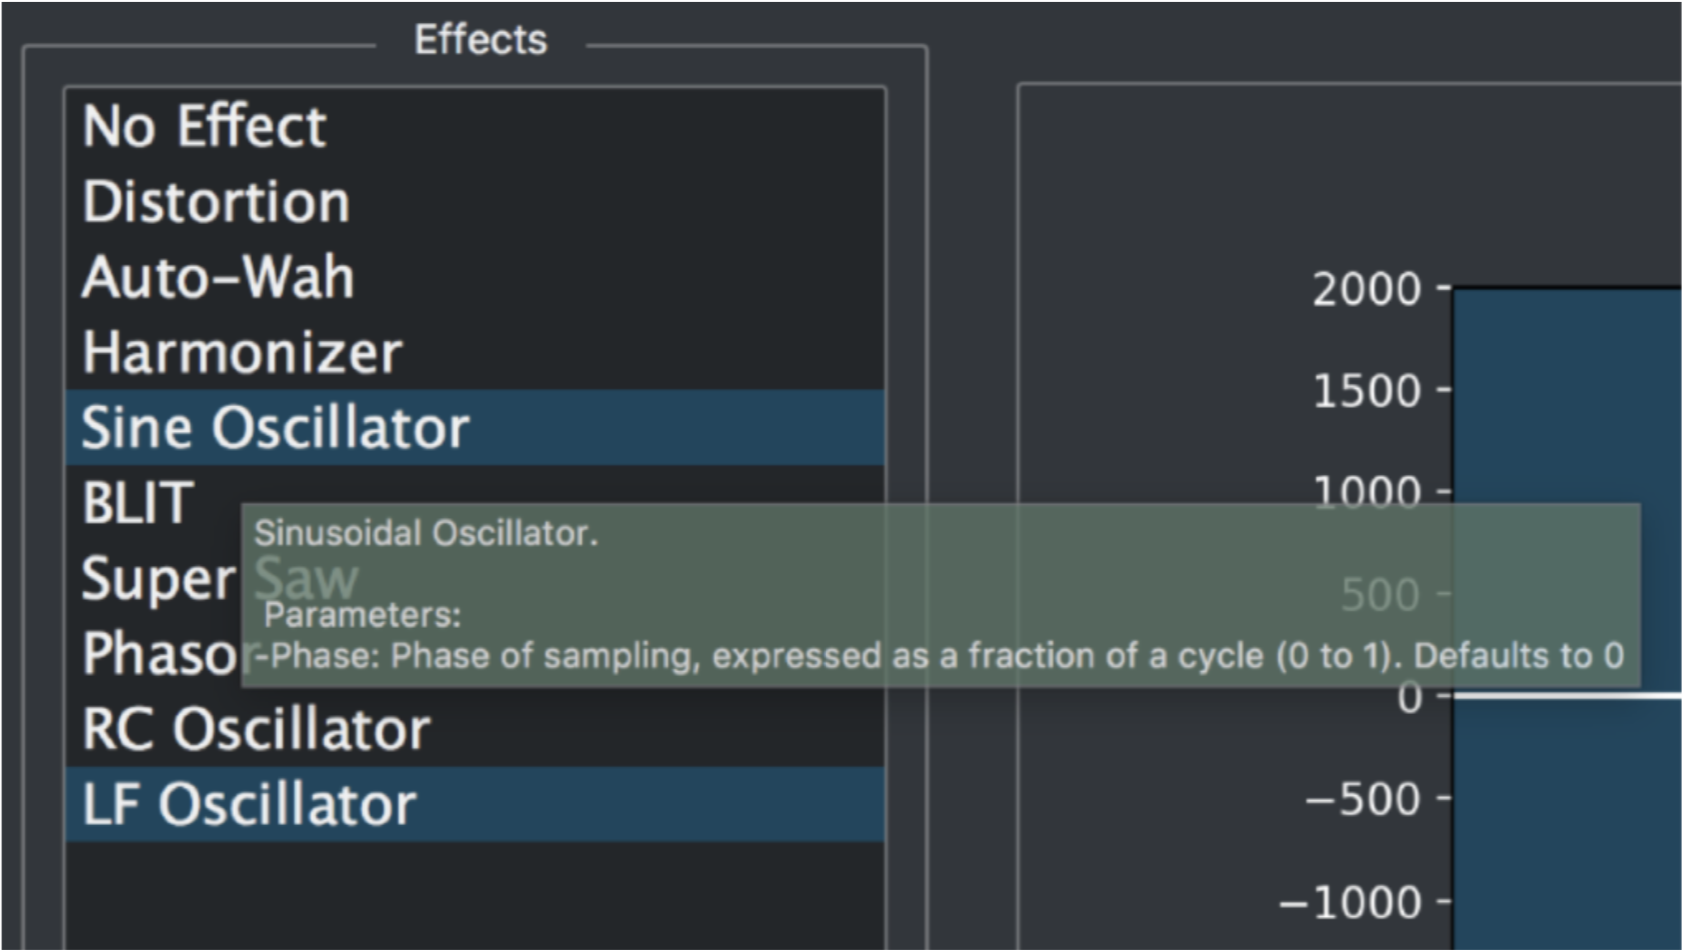 Effects
No Effect
Distortion
Auto-Wah
Harmonizer
Sine Oscillator
BLIT
Super Saw
Phasor
RC Oscillator
LF Oscillator
Sinusoidal Oscillator.
Parameters:
-Phase: Phase of sampling, expressed as a fraction of a cycle (0 to 1). Defaults to 0
2000
1500
1000
500
0
−500
−1000